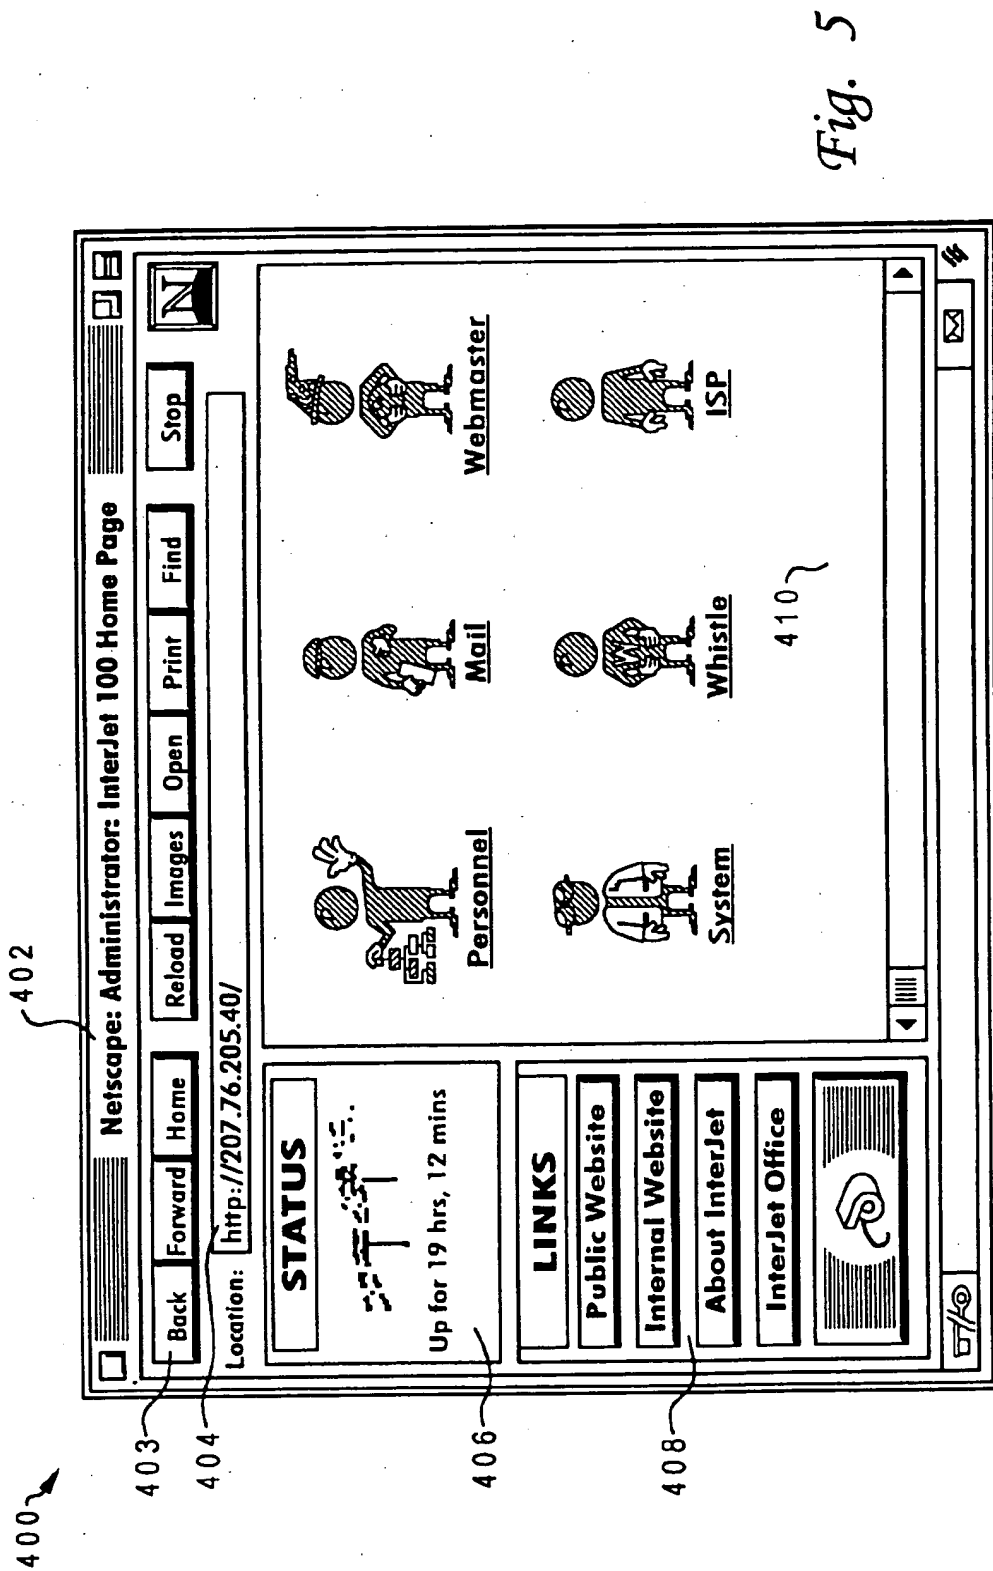 400
402
Netscape: Administrator: InterJet 100 Home Page
403
Back Forward Home Reload Images Open Print Find Stop
N
404
Location: http://207.76.205.40/
STATUS
Up for 19 hrs, 12 mins
406
LINKS
Public Website
Internal Website
About InterJet
InterJet Office
408
Personnel Mail Webmaster
System Whistle ISP
W
410
Fig. 5